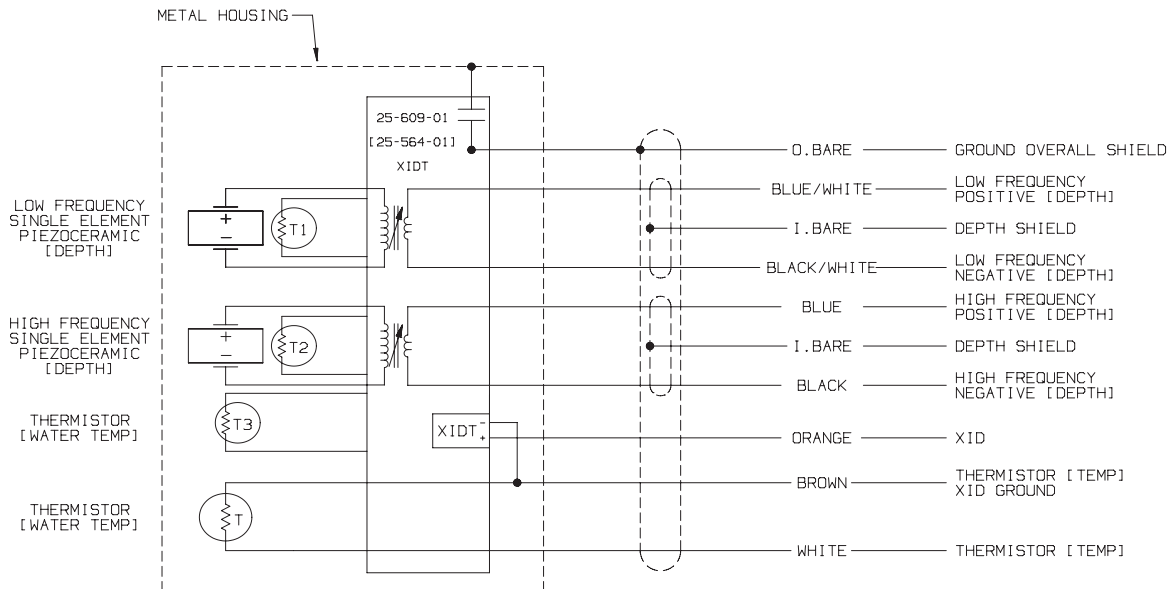 METAL HOUSING
25-609-01
[25-564-01]
XIDT
O.BARE
GROUND OVERALL SHIELD
LOW FREQUENCY
SINGLE ELEMENT
PIEZOCERAMIC
[DEPTH]
+
−
T1
BLUE/WHITE
LOW FREQUENCY
POSITIVE [DEPTH]
I.BARE
DEPTH SHIELD
BLACK/WHITE
LOW FREQUENCY
NEGATIVE [DEPTH]
HIGH FREQUENCY
SINGLE ELEMENT
PIEZOCERAMIC
[DEPTH]
+
−
T2
BLUE
HIGH FREQUENCY
POSITIVE [DEPTH]
I.BARE
DEPTH SHIELD
BLACK
HIGH FREQUENCY
NEGATIVE [DEPTH]
THERMISTOR
[WATER TEMP]
T3
XIDT
−
+
ORANGE
XID
BROWN
THERMISTOR [TEMP]
XID GROUND
THERMISTOR
[WATER TEMP]
T
WHITE
THERMISTOR [TEMP]